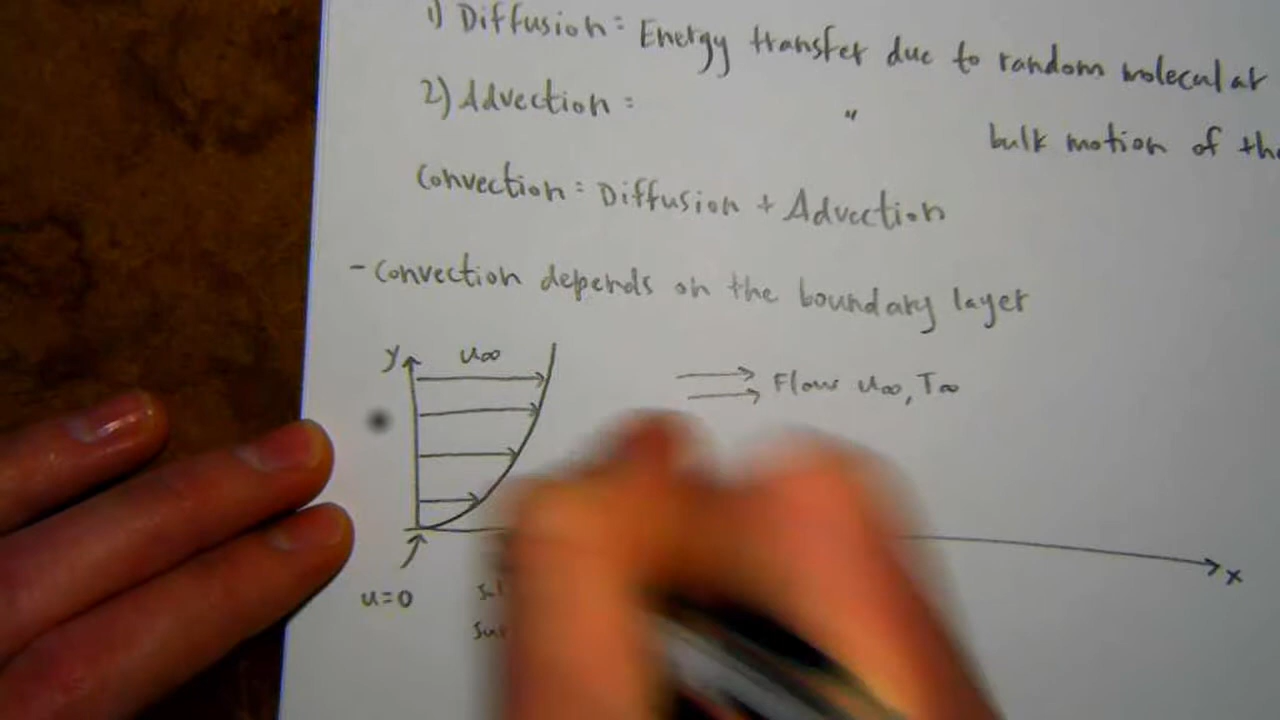 1) Diffusion: Energy transfer due to random molecular
2) Advection: " bulk motion of the
Convection: Diffusion + Advection
- Convection depends on the boundary layer
y u∞
Flow u∞, T∞
x
u=0